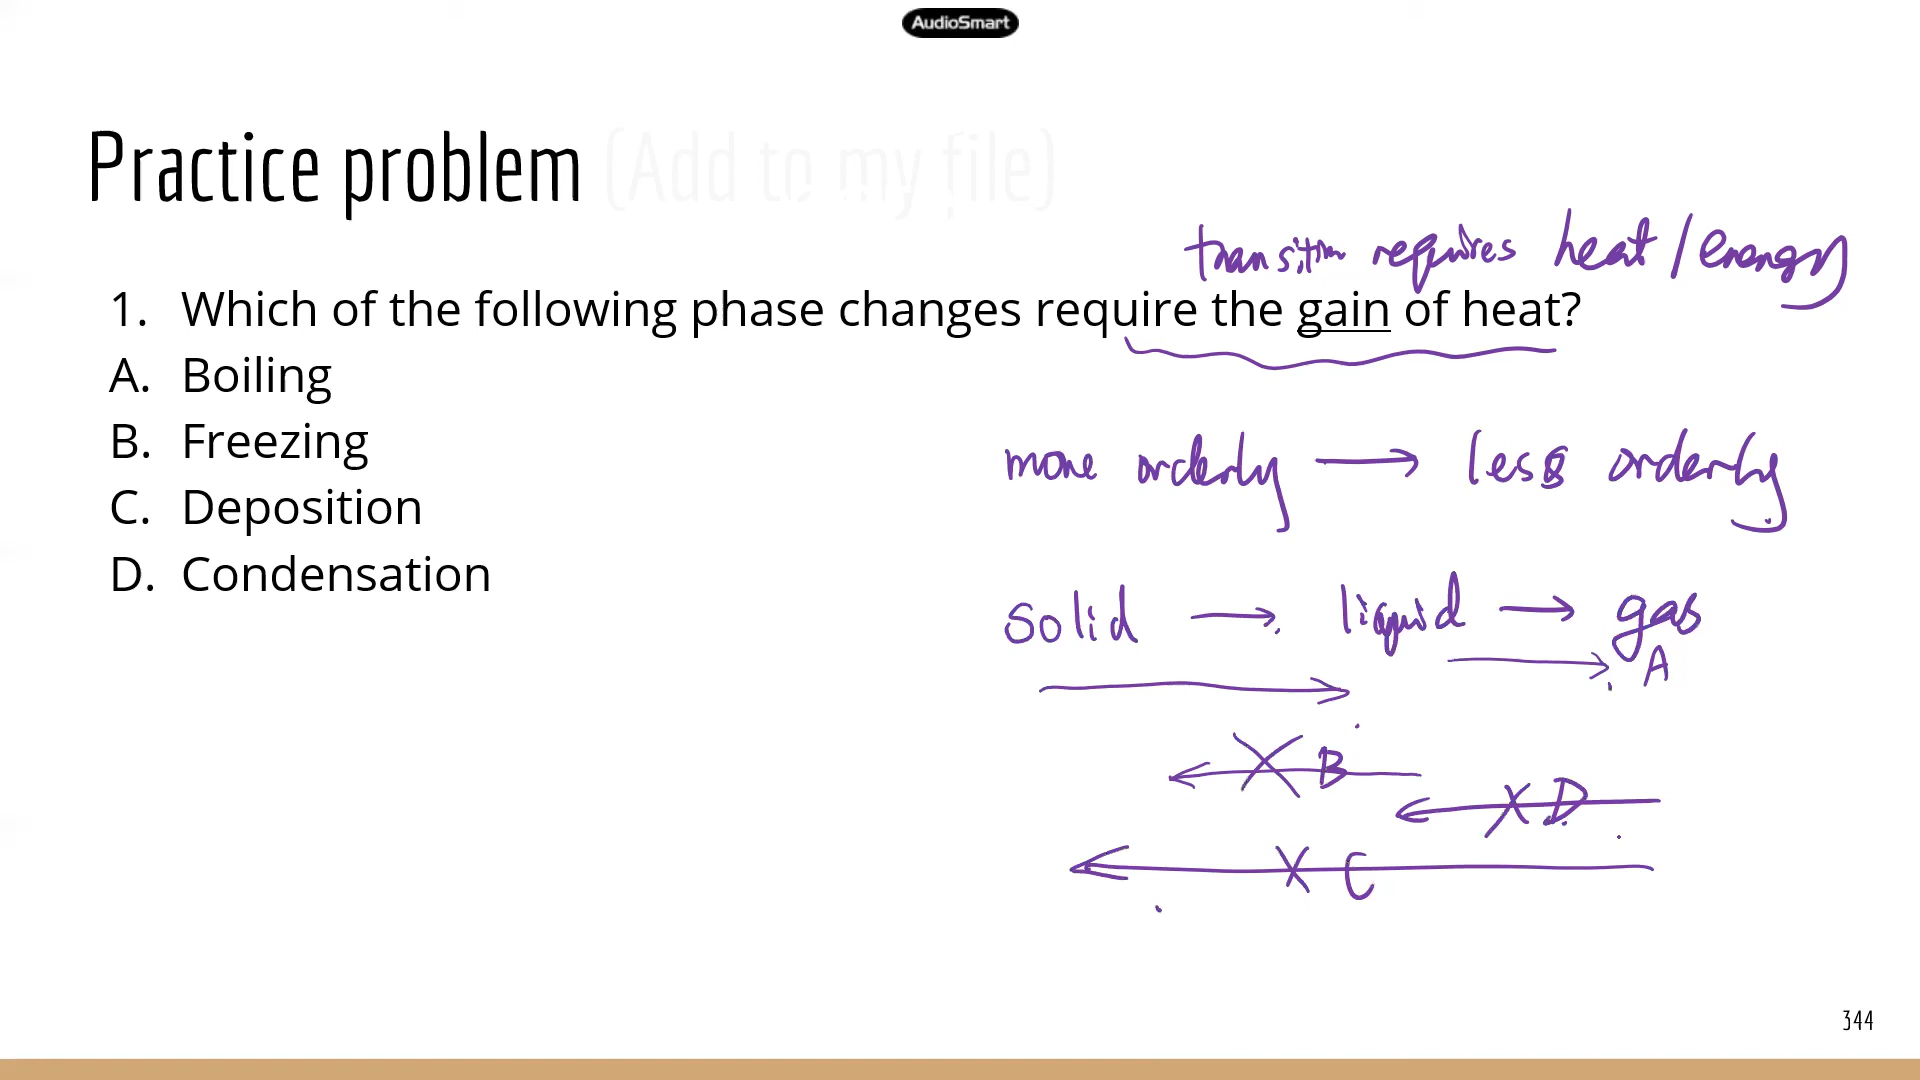 AudioSmart
Practice problem (Add to my file)
transition requires heat/energy
1. Which of the following phase changes require the gain of heat?
A. Boiling
B. Freezing
C. Deposition
D. Condensation
more orderly → less orderly
solid → liquid → gas
A
X B
X D
X C
344